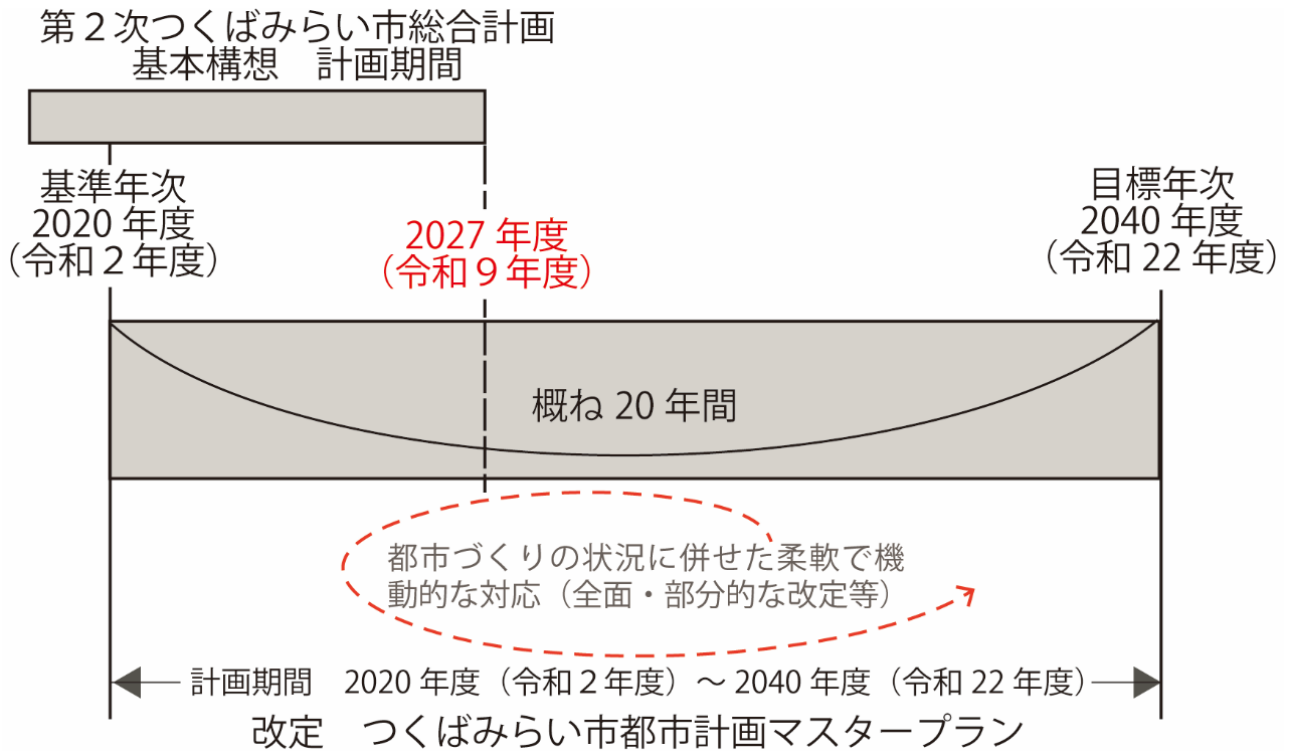 第２次つくばみらい市総合計画
基本構想　計画期間
基準年次
2020 年度
（令和２年度）
2027 年度
（令和９年度）
目標年次
2040 年度
（令和 22 年度）
概ね 20 年間
都市づくりの状況に併せた柔軟で機
動的な対応（全面・部分的な改定等）
計画期間　2020 年度（令和２年度）～ 2040 年度（令和 22 年度）
改定　つくばみらい市都市計画マスタープラン